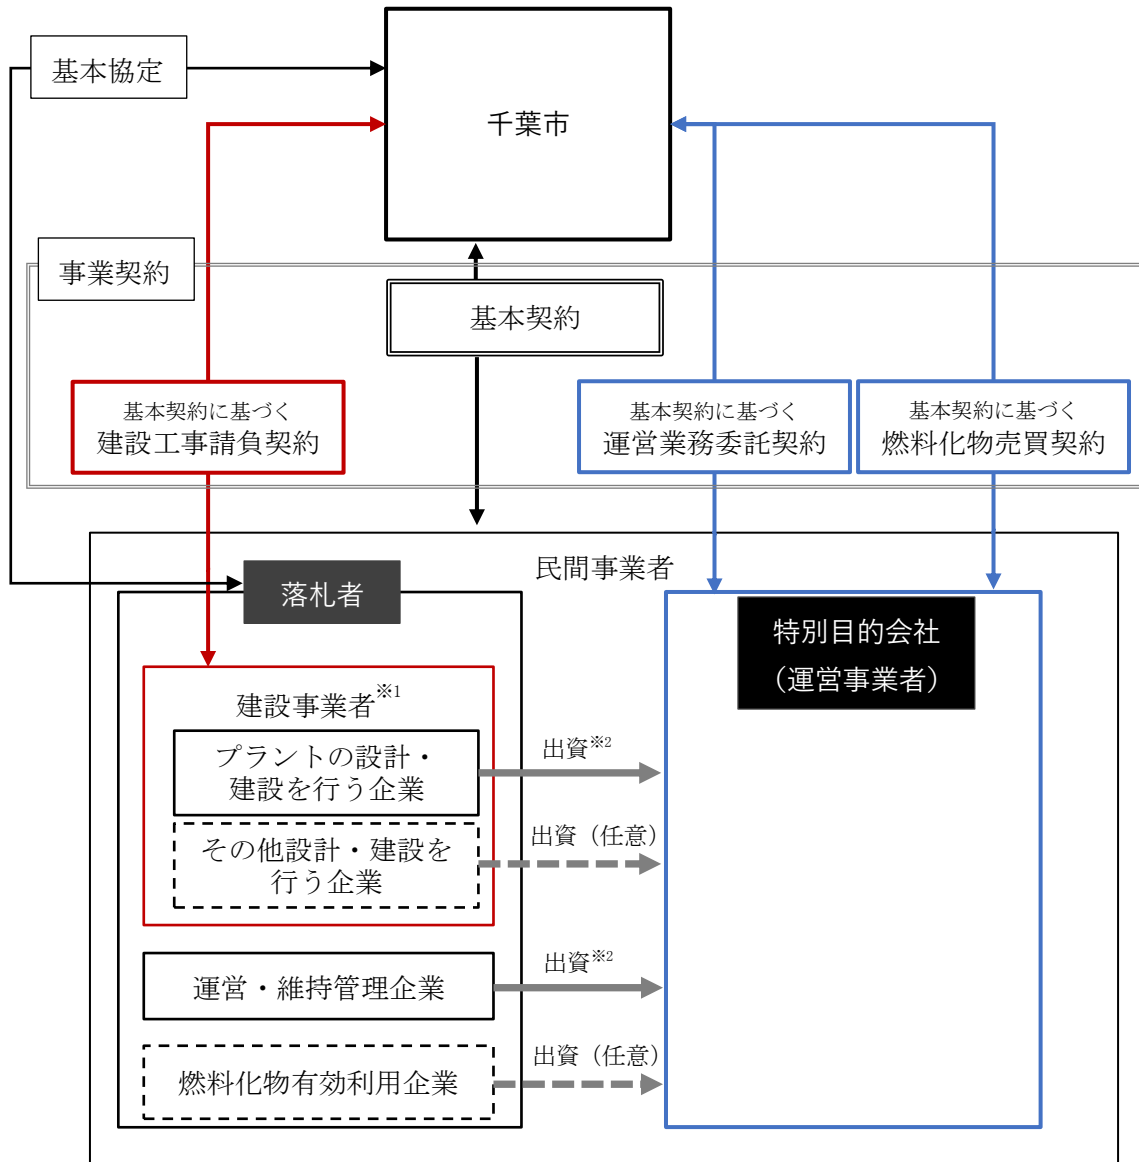 基本協定
千葉市
事業契約
基本契約
基本契約に基づく
建設工事請負契約
基本契約に基づく
運営業務委託契約
基本契約に基づく
燃料化物売買契約
民間事業者
落札者
特別目的会社
（運営事業者）
建設事業者※1
プラントの設計・
建設を行う企業
出資※2
その他設計・建設を
行う企業
出資（任意）
運営・維持管理企業
出資※2
燃料化物有効利用企業
出資（任意）